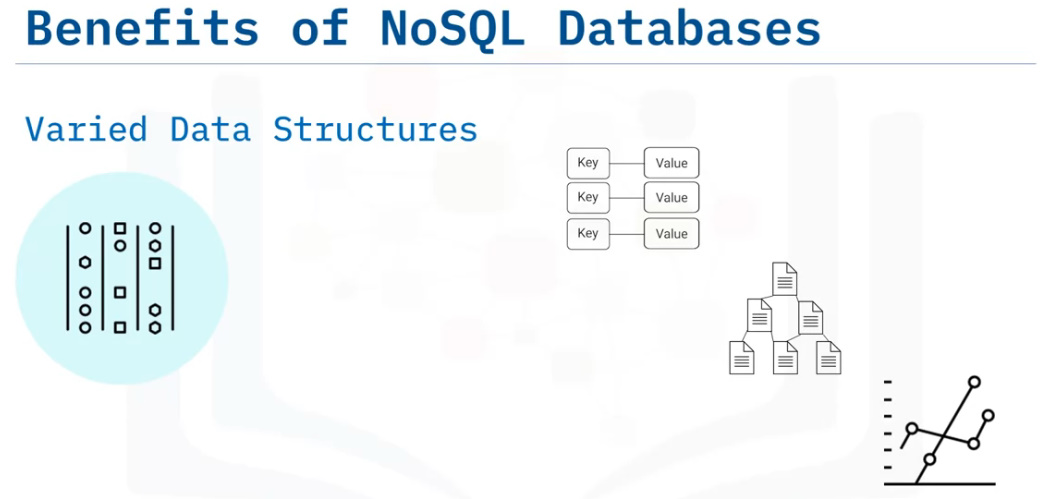 Benefits of NoSQL Databases
Varied Data Structures
Key Value
Key Value
Key Value